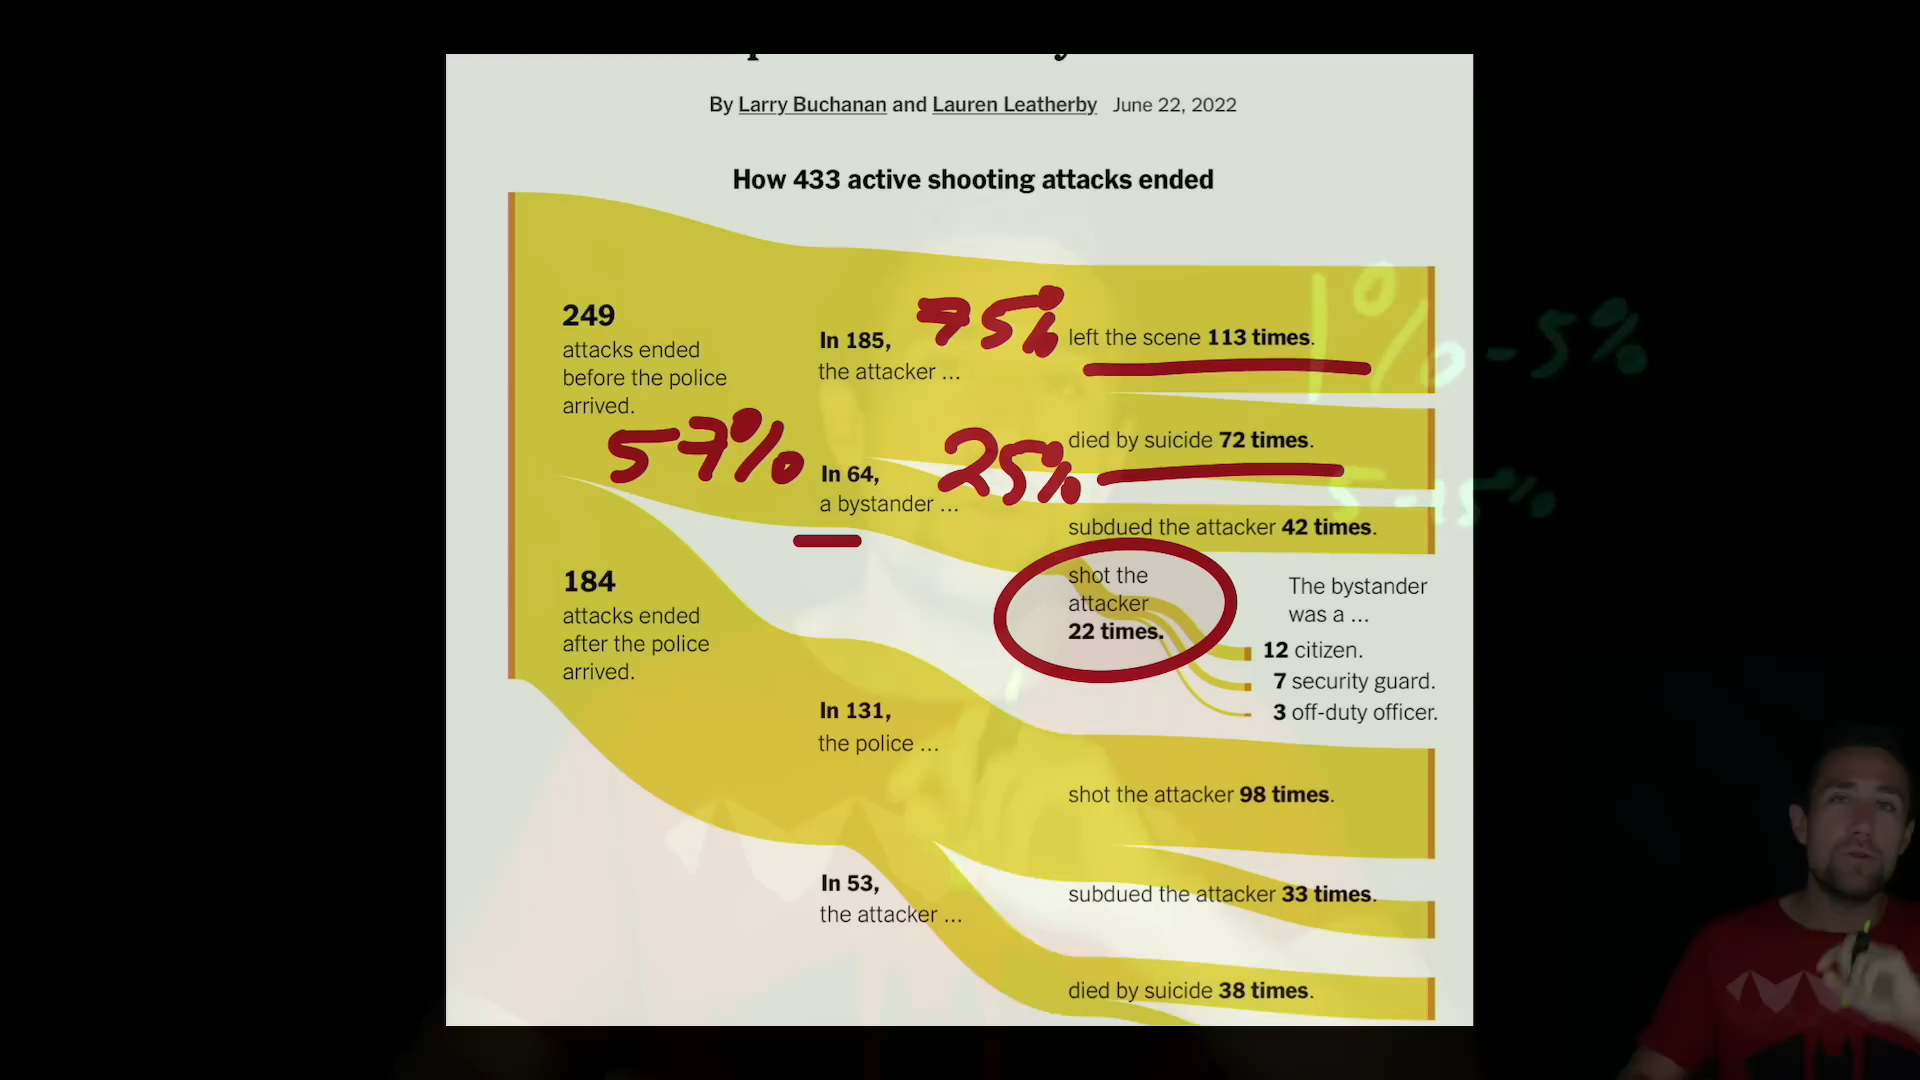 By Larry Buchanan and Lauren Leatherby June 22, 2022
How 433 active shooting attacks ended
249
attacks ended
before the police
arrived.
57%
In 185,
the attacker ...
75%
left the scene 113 times.
died by suicide 72 times.
In 64,
a bystander ...
25%
subdued the attacker 42 times.
shot the
attacker
22 times.
The bystander
was a ...
12 citizen.
7 security guard.
3 off-duty officer.
184
attacks ended
after the police
arrived.
In 131,
the police ...
shot the attacker 98 times.
subdued the attacker 33 times.
In 53,
the attacker ...
died by suicide 38 times.
1% - 5%
5 - 15%